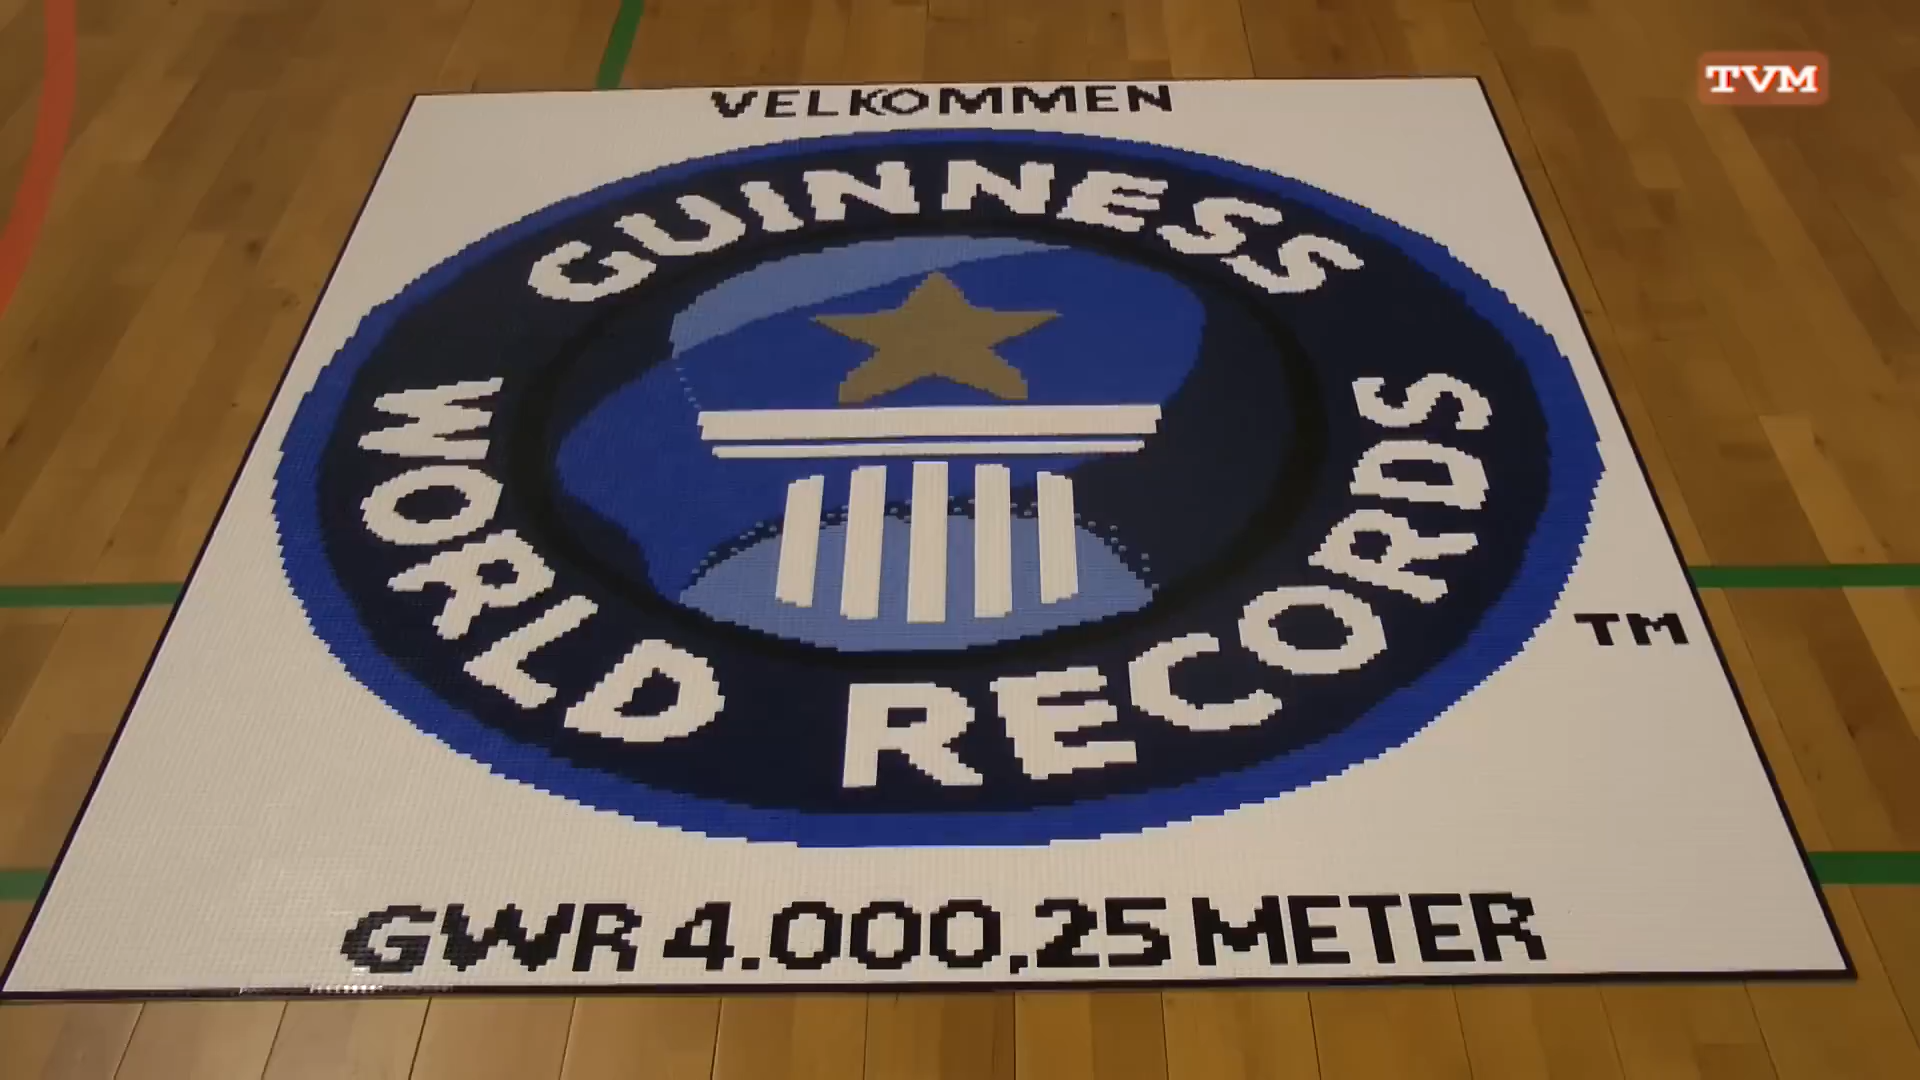 TVM
VELKOMMEN
GUINNESS
WORLD RECORDS
TM
GWR 4.000,25 METER